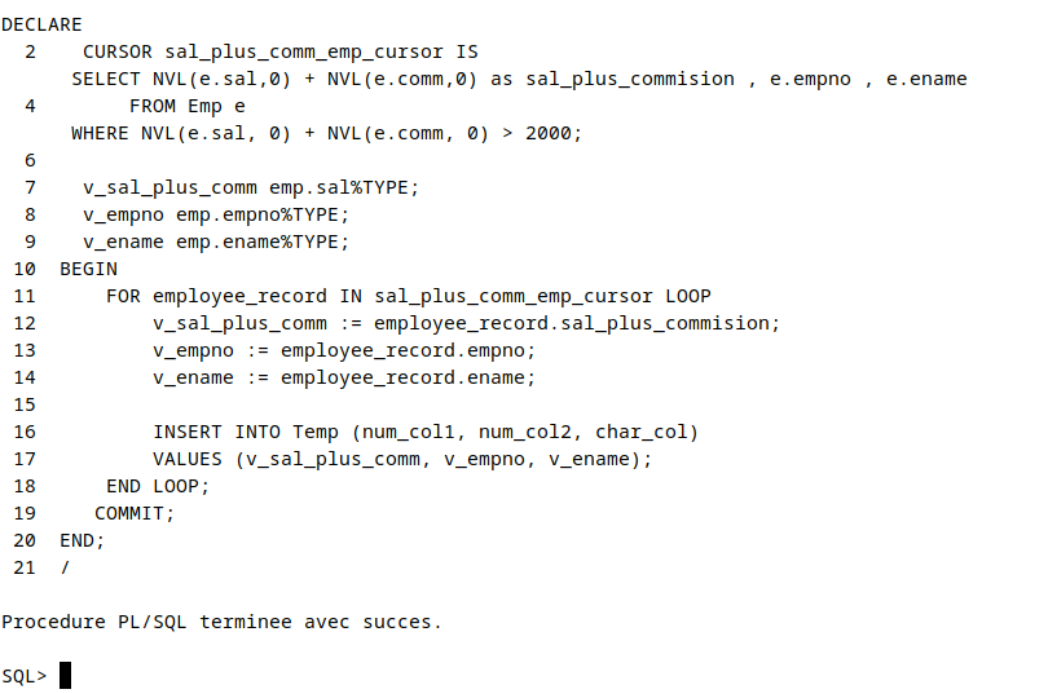 DECLARE
  2    CURSOR sal_plus_comm_emp_cursor IS
      SELECT NVL(e.sal,0) + NVL(e.comm,0) as sal_plus_commision , e.empno , e.ename
  4        FROM Emp e
      WHERE NVL(e.sal, 0) + NVL(e.comm, 0) > 2000;
  6
  7    v_sal_plus_comm emp.sal%TYPE;
  8    v_empno emp.empno%TYPE;
  9    v_ename emp.ename%TYPE;
 10  BEGIN
 11      FOR employee_record IN sal_plus_comm_emp_cursor LOOP
 12          v_sal_plus_comm := employee_record.sal_plus_commision;
 13          v_empno := employee_record.empno;
 14          v_ename := employee_record.ename;
 15
 16          INSERT INTO Temp (num_col1, num_col2, char_col)
 17          VALUES (v_sal_plus_comm, v_empno, v_ename);
 18      END LOOP;
 19     COMMIT;
 20  END;
 21  /
Procedure PL/SQL terminee avec succes.
SQL>